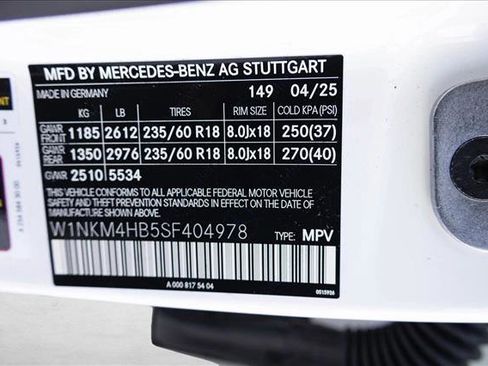 MFD BY MERCEDES-BENZ AG STUTTGART
MADE IN GERMANY 149 04/25
KG LB TIRES RIM SIZE COLD KPA (PSI)
GAWR FRONT 1185 2612 235/60 R18 8.0Jx18 250(37)
GAWR REAR 1350 2976 235/60 R18 8.0Jx18 270(40)
GVWR 2510 5534
THIS VEHICLE CONFORMS TO ALL APPLICABLE FEDERAL MOTOR VEHICLE
SAFETY AND THEFT PREVENTION STANDARDS IN EFFECT ON THE DATE OF
MANUFACTURE SHOWN ABOVE.
W1NKM4HB5SF404978 TYPE: MPV
A 000 817 54 04